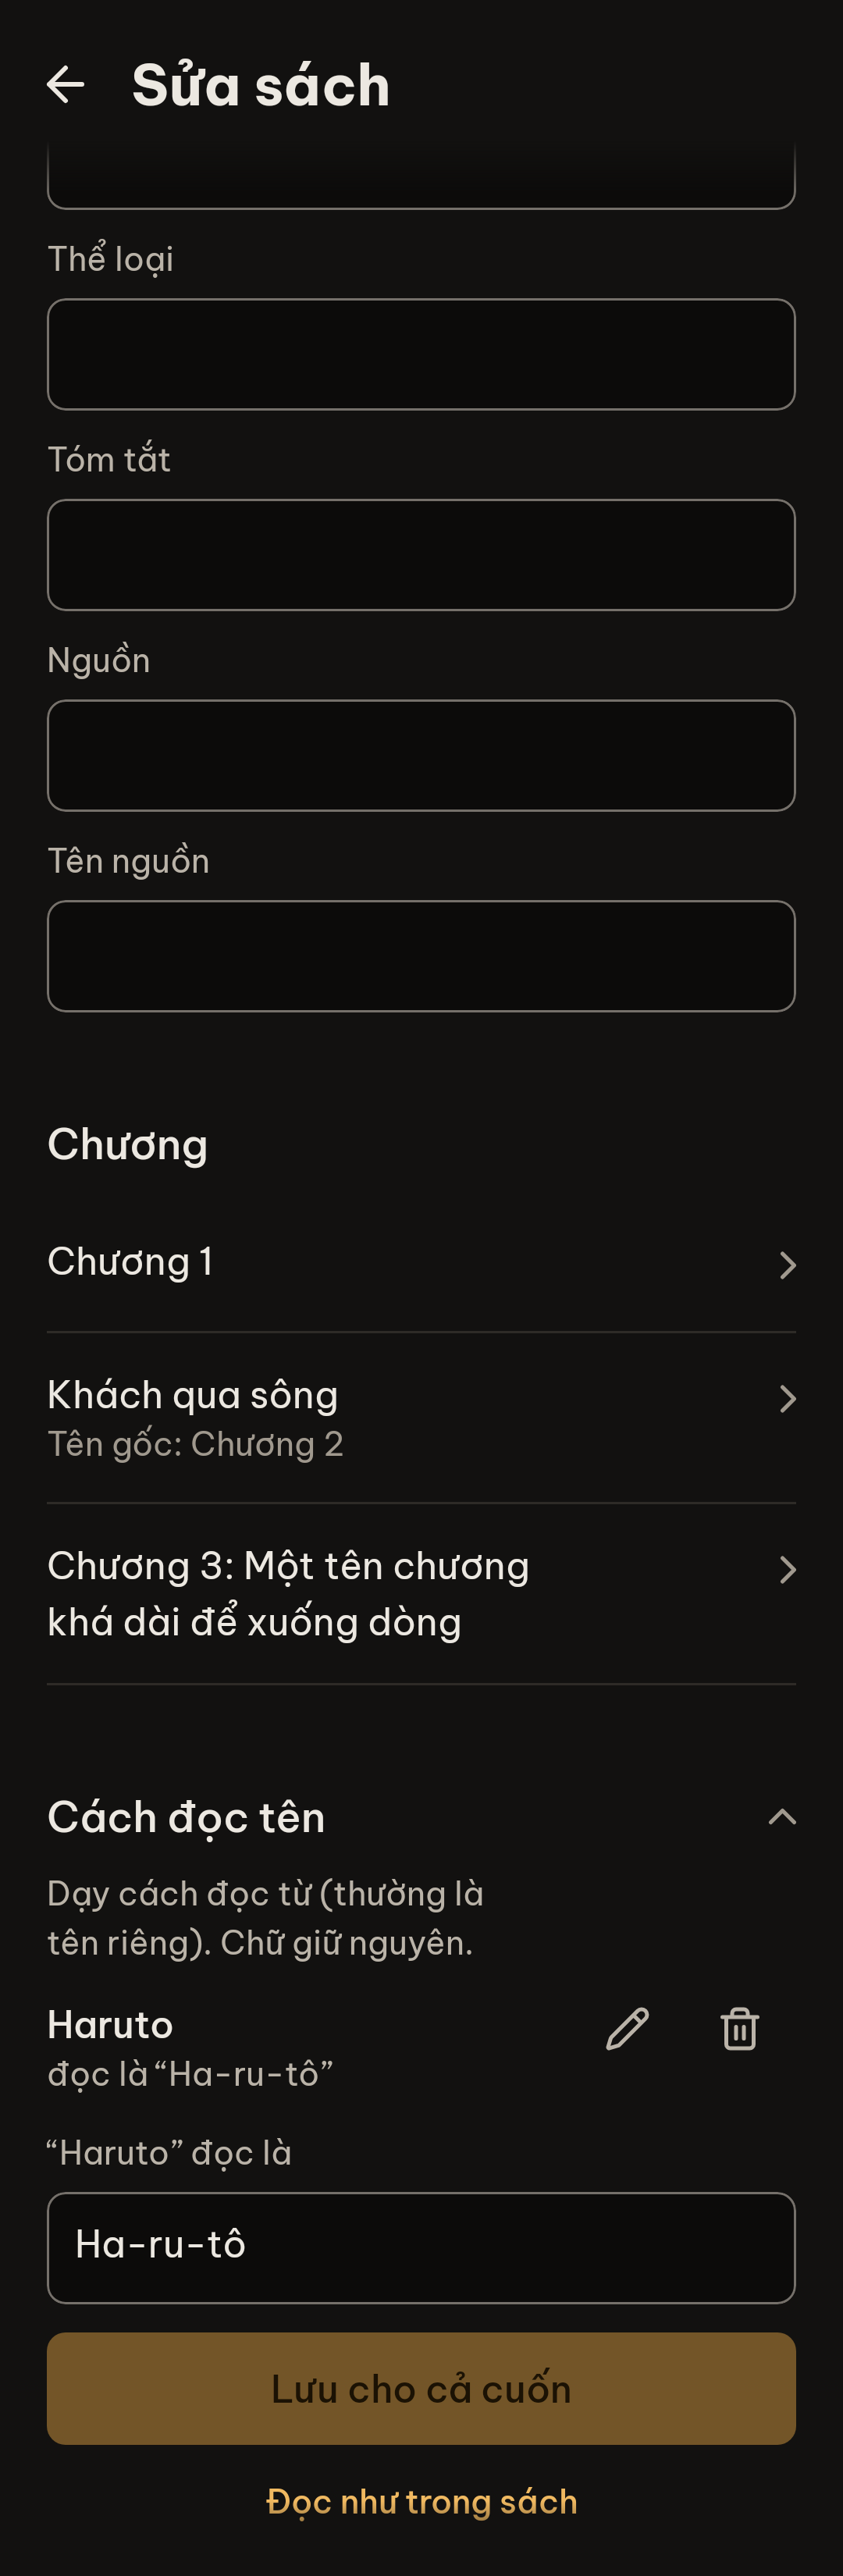 Sửa sách
Thể loại
Tóm tắt
Nguồn
Tên nguồn
Chương
Chương 1
Khách qua sông
Tên gốc: Chương 2
Chương 3: Một tên chương
khá dài để xuống dòng
Cách đọc tên
Dạy cách đọc từ (thường là
tên riêng). Chữ giữ nguyên.
Haruto
đọc là “Ha-ru-tô”
“Haruto” đọc là
Ha-ru-tô
Lưu cho cả cuốn
Đọc như trong sách